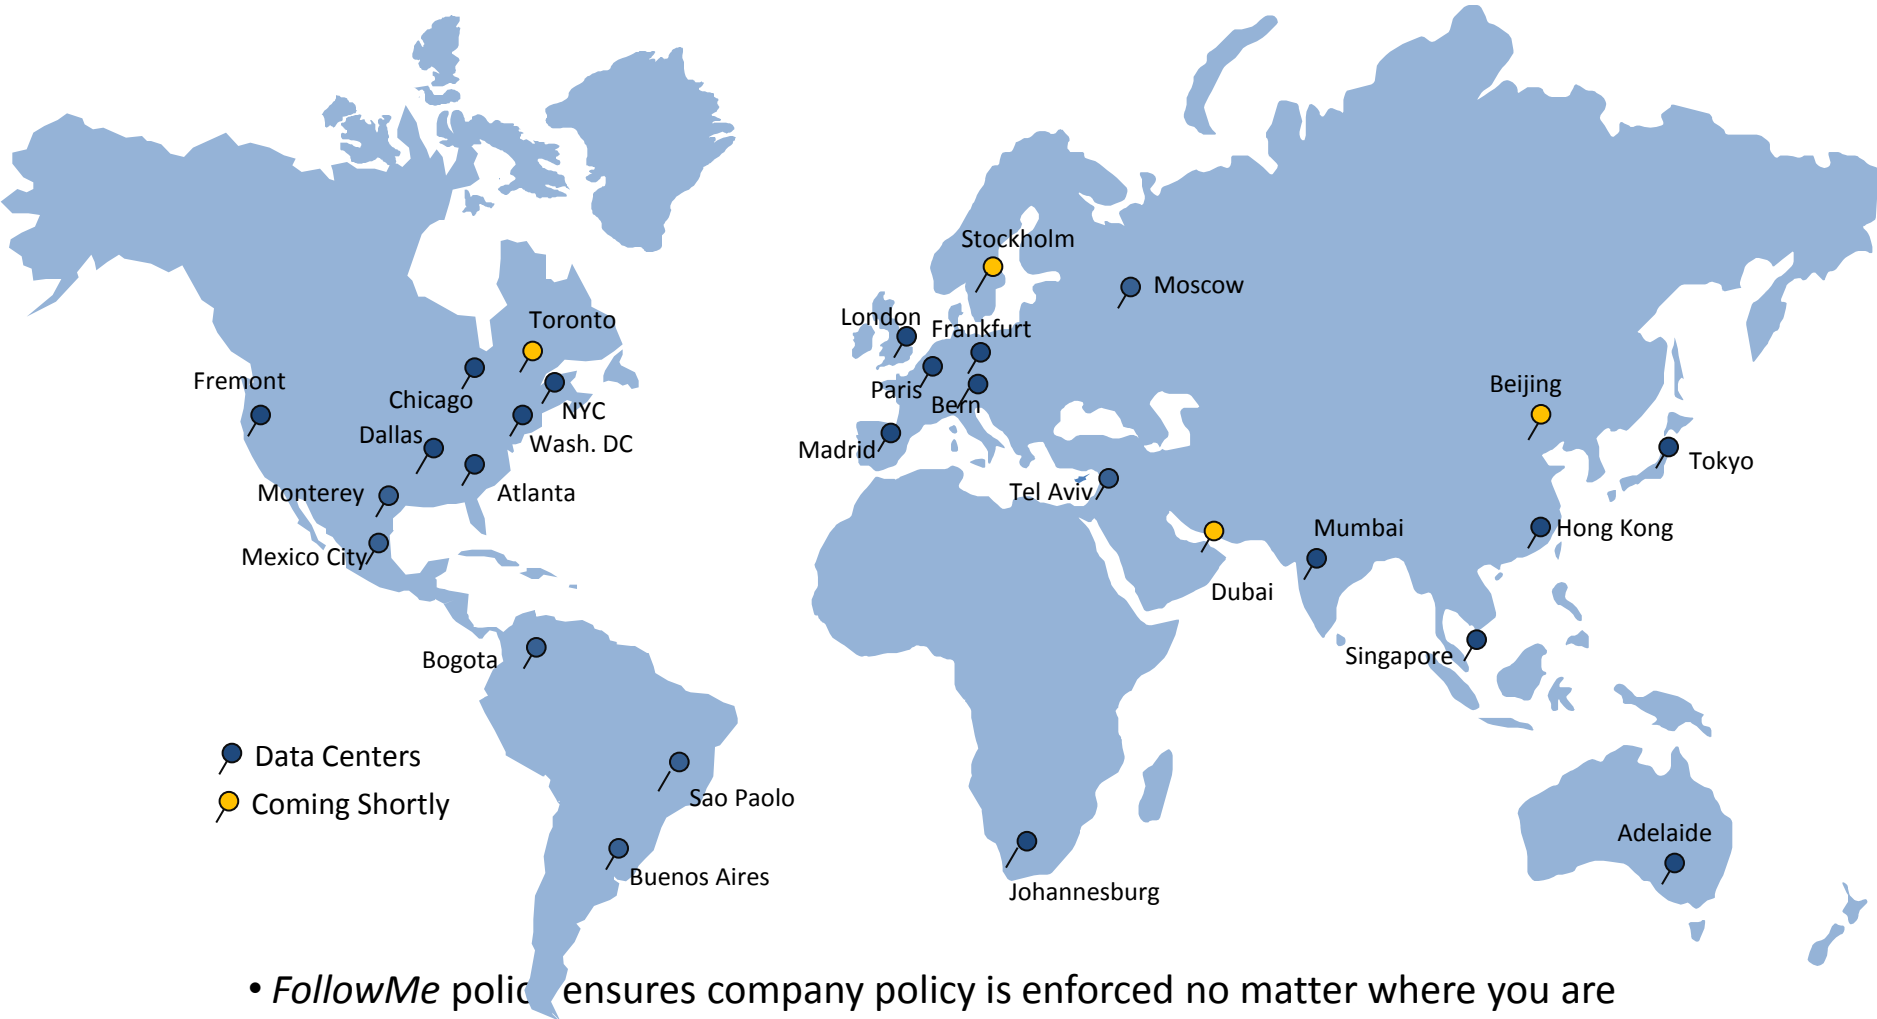 Stockholm
Moscow
London
Frankfurt
Toronto
Fremont
Chicago
Paris
Bern
NYC
Beijing
Dallas
Wash. DC
Madrid
Tokyo
Monterey
Atlanta
Tel Aviv
Mumbai
Hong Kong
Mexico City
Dubai
Bogota
Singapore
Data Centers
Coming Shortly
Sao Paolo
Adelaide
Buenos Aires
Johannesburg
• FollowMe policy ensures company policy is enforced no matter where you are